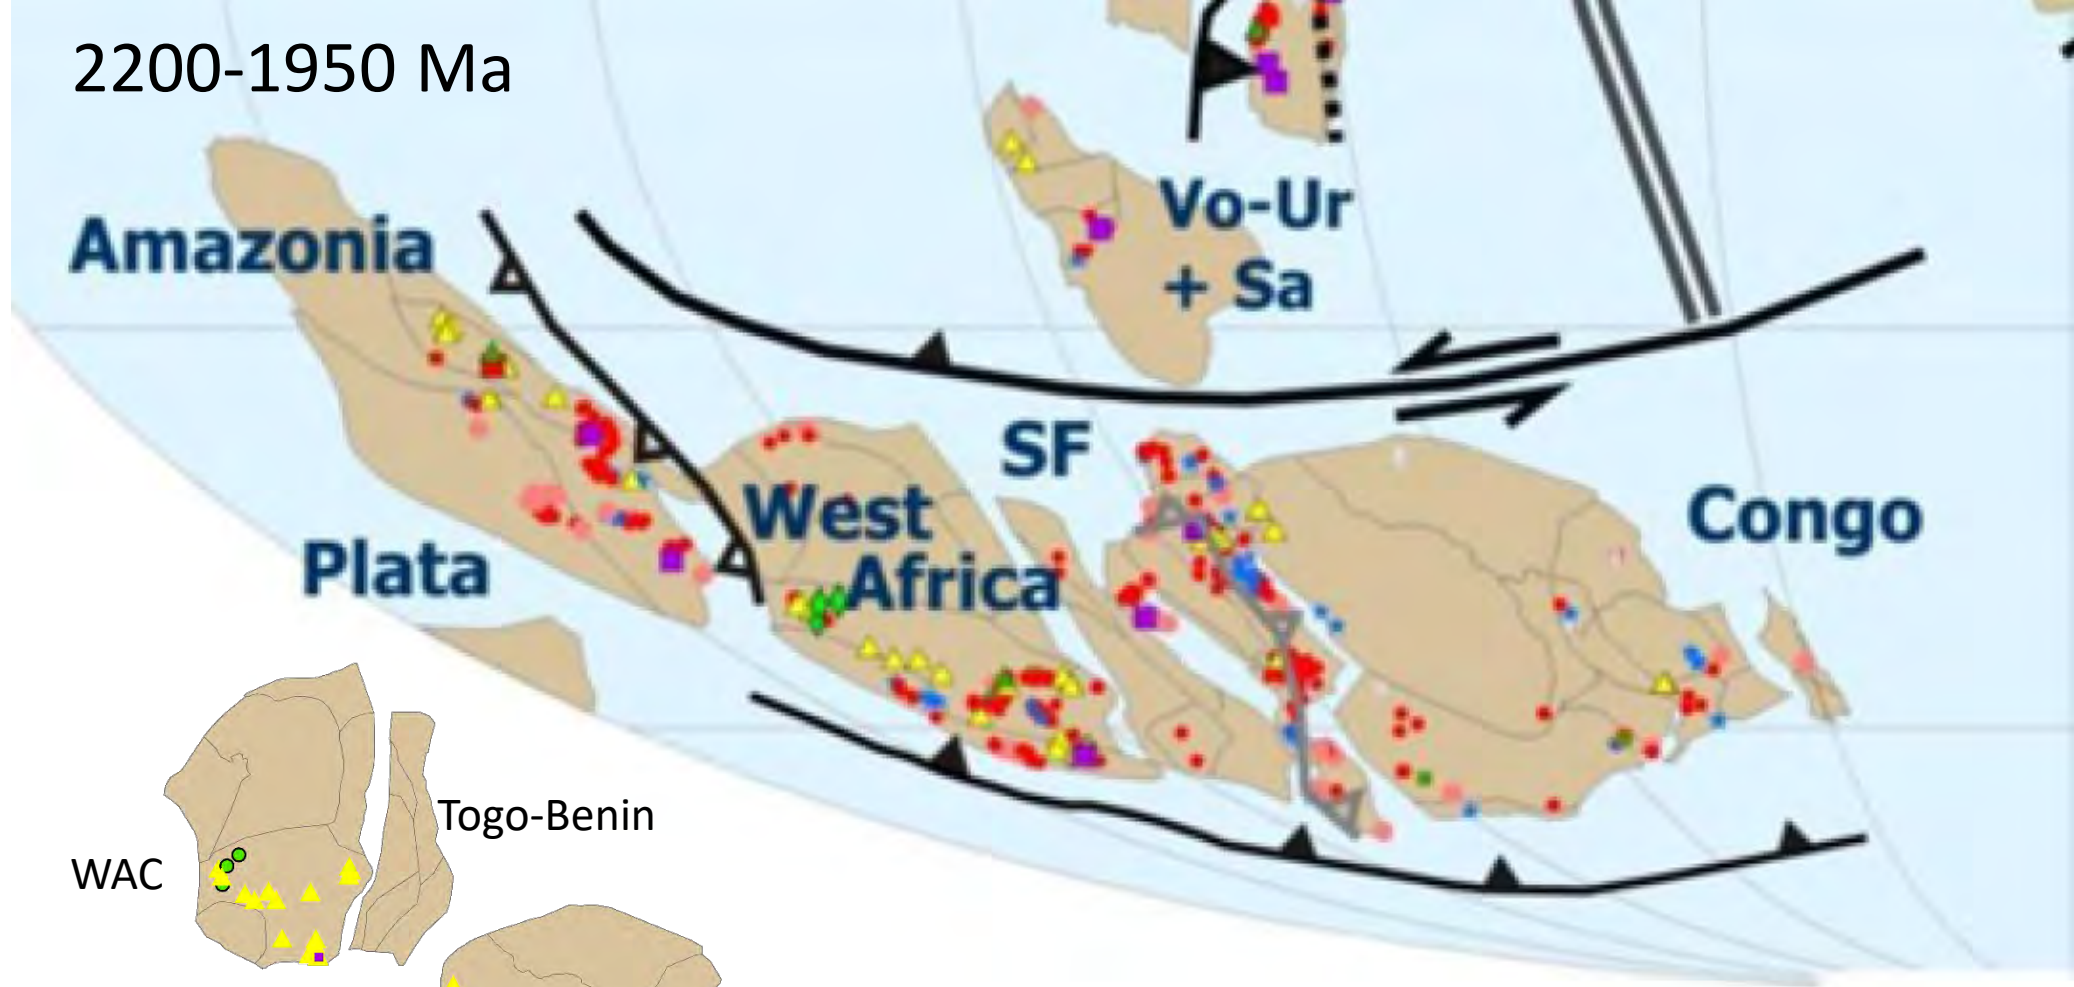 2200-1950 Ma
Vo-Ur
+ Sa
Amazonia
SF
West
Africa
Congo
Plata
Togo-Benin
WAC